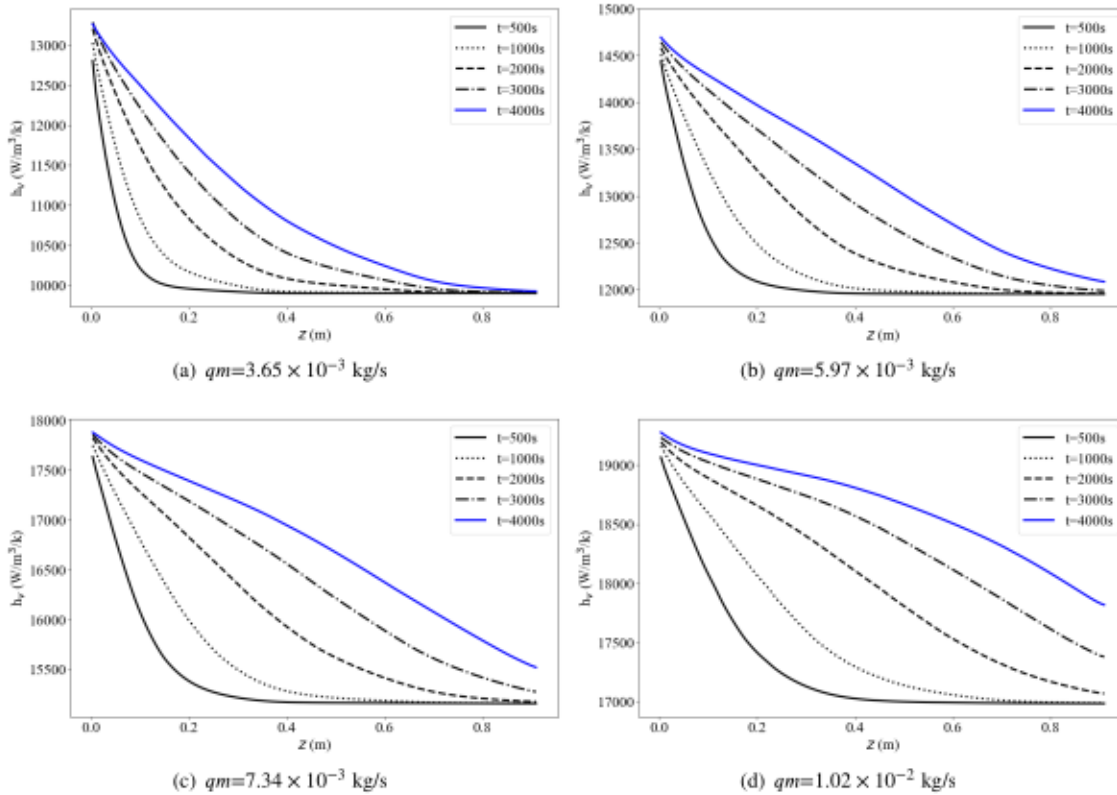 13000
12500
12000
11500
11000
10500
10000
h_v (W/m³/k)
0.0 0.2 0.4 0.6 0.8
z (m)
t=500s
t=1000s
t=2000s
t=3000s
t=4000s
(a) qm=3.65 × 10⁻³ kg/s
15000
14500
14000
13500
13000
12500
12000
h_v (W/m³/k)
0.0 0.2 0.4 0.6 0.8
z (m)
t=500s
t=1000s
t=2000s
t=3000s
t=4000s
(b) qm=5.97 × 10⁻³ kg/s
18000
17500
17000
16500
16000
15500
h_v (W/m³/k)
0.0 0.2 0.4 0.6 0.8
z (m)
t=500s
t=1000s
t=2000s
t=3000s
t=4000s
(c) qm=7.34 × 10⁻³ kg/s
19000
18500
18000
17500
17000
h_v (W/m³/k)
0.0 0.2 0.4 0.6 0.8
z (m)
t=500s
t=1000s
t=2000s
t=3000s
t=4000s
(d) qm=1.02 × 10⁻² kg/s